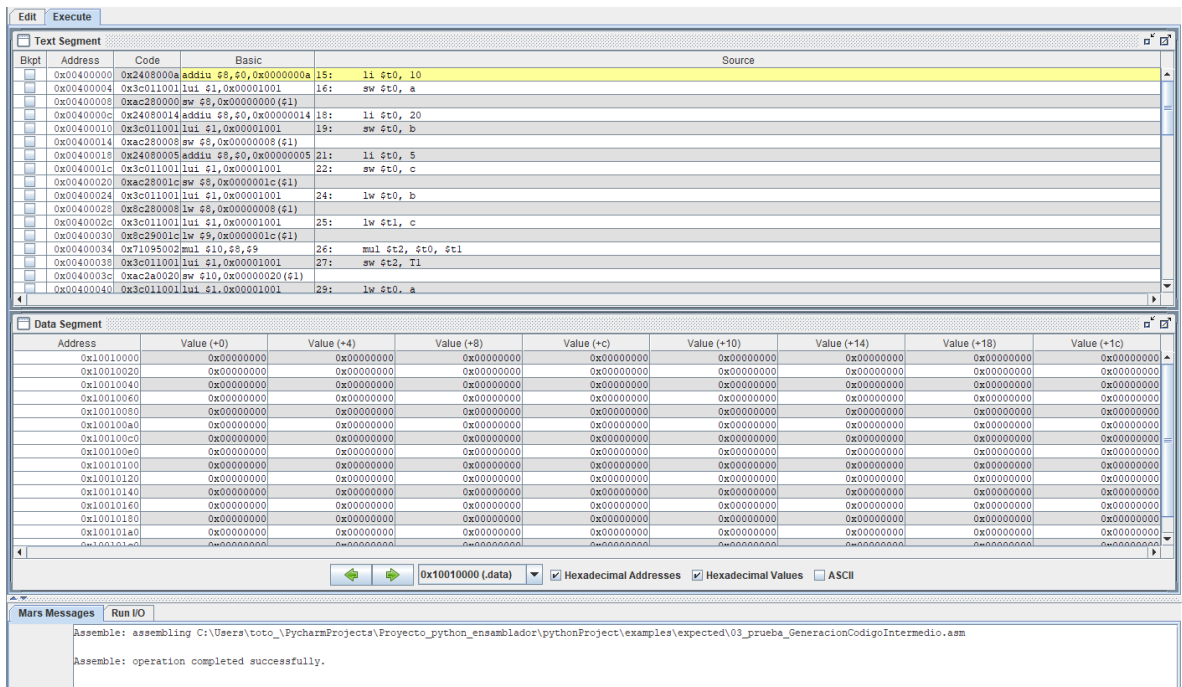 Edit Execute
Text Segment
Bkpt Address Code Basic Source
0x00400000 0x2408000a addiu $8,$0,0x0000000a 15: li $t0, 10
0x00400004 0x3c011001 lui $1,0x00001001 16: sw $t0, a
0x00400008 0xac280000 sw $8,0x00000000($1)
0x0040000c 0x24080014 addiu $8,$0,0x00000014 18: li $t0, 20
0x00400010 0x3c011001 lui $1,0x00001001 19: sw $t0, b
0x00400014 0xac280008 sw $8,0x00000008($1)
0x00400018 0x24080005 addiu $8,$0,0x00000005 21: li $t0, 5
0x0040001c 0x3c011001 lui $1,0x00001001 22: sw $t0, c
0x00400020 0xac28001c sw $8,0x0000001c($1)
0x00400024 0x3c011001 lui $1,0x00001001 24: lw $t0, b
0x00400028 0x8c280008 lw $8,0x00000008($1)
0x0040002c 0x3c011001 lui $1,0x00001001 25: lw $t1, c
0x00400030 0x8c29001c lw $9,0x0000001c($1)
0x00400034 0x71095002 mul $10,$8,$9 26: mul $t2, $t0, $t1
0x00400038 0x3c011001 lui $1,0x00001001 27: sw $t2, T1
0x0040003c 0xac2a0020 sw $10,0x00000020($1)
0x00400040 0x3c011001 lui $1,0x00001001 29: lw $t0, a
Data Segment
Address Value (+0) Value (+4) Value (+8) Value (+c) Value (+10) Value (+14) Value (+18) Value (+1c)
0x10010000 0x00000000 0x00000000 0x00000000 0x00000000 0x00000000 0x00000000 0x00000000 0x00000000
0x10010020 0x00000000 0x00000000 0x00000000 0x00000000 0x00000000 0x00000000 0x00000000 0x00000000
0x10010040 0x00000000 0x00000000 0x00000000 0x00000000 0x00000000 0x00000000 0x00000000 0x00000000
0x10010060 0x00000000 0x00000000 0x00000000 0x00000000 0x00000000 0x00000000 0x00000000 0x00000000
0x10010080 0x00000000 0x00000000 0x00000000 0x00000000 0x00000000 0x00000000 0x00000000 0x00000000
0x100100a0 0x00000000 0x00000000 0x00000000 0x00000000 0x00000000 0x00000000 0x00000000 0x00000000
0x100100c0 0x00000000 0x00000000 0x00000000 0x00000000 0x00000000 0x00000000 0x00000000 0x00000000
0x100100e0 0x00000000 0x00000000 0x00000000 0x00000000 0x00000000 0x00000000 0x00000000 0x00000000
0x10010100 0x00000000 0x00000000 0x00000000 0x00000000 0x00000000 0x00000000 0x00000000 0x00000000
0x10010120 0x00000000 0x00000000 0x00000000 0x00000000 0x00000000 0x00000000 0x00000000 0x00000000
0x10010140 0x00000000 0x00000000 0x00000000 0x00000000 0x00000000 0x00000000 0x00000000 0x00000000
0x10010160 0x00000000 0x00000000 0x00000000 0x00000000 0x00000000 0x00000000 0x00000000 0x00000000
0x10010180 0x00000000 0x00000000 0x00000000 0x00000000 0x00000000 0x00000000 0x00000000 0x00000000
0x100101a0 0x00000000 0x00000000 0x00000000 0x00000000 0x00000000 0x00000000 0x00000000 0x00000000
0x10010000 (.data) Hexadecimal Addresses Hexadecimal Values ASCII
Mars Messages Run I/O
Assemble: assembling C:\Users\toto_\PycharmProjects\Proyecto_python_ensamblador\pythonProject\examples\expected\03_prueba_GeneracionCodigoIntermedio.asm
Assemble: operation completed successfully.